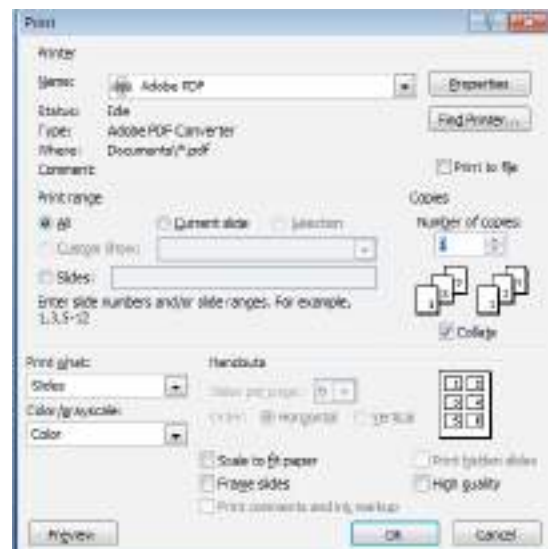 Print
Printer
Name: Adobe PDF Properties
Status: Idle Find Printer...
Type: Adobe PDF Converter
Where: Documents\*.pdf
Comment: Print to file
Print range Copies
All Current slide Selection Number of copies:
Custom Show:
Slides:
Enter slide numbers and/or slide ranges. For example,
1,3,5-12
Collate
Print what: Handouts
Slides Slides per page:
Color/grayscale: Order: Horizontal Vertical
Color
Scale to fit paper Print hidden slides
Frame slides High quality
Print comments and ink markup
Preview OK Cancel